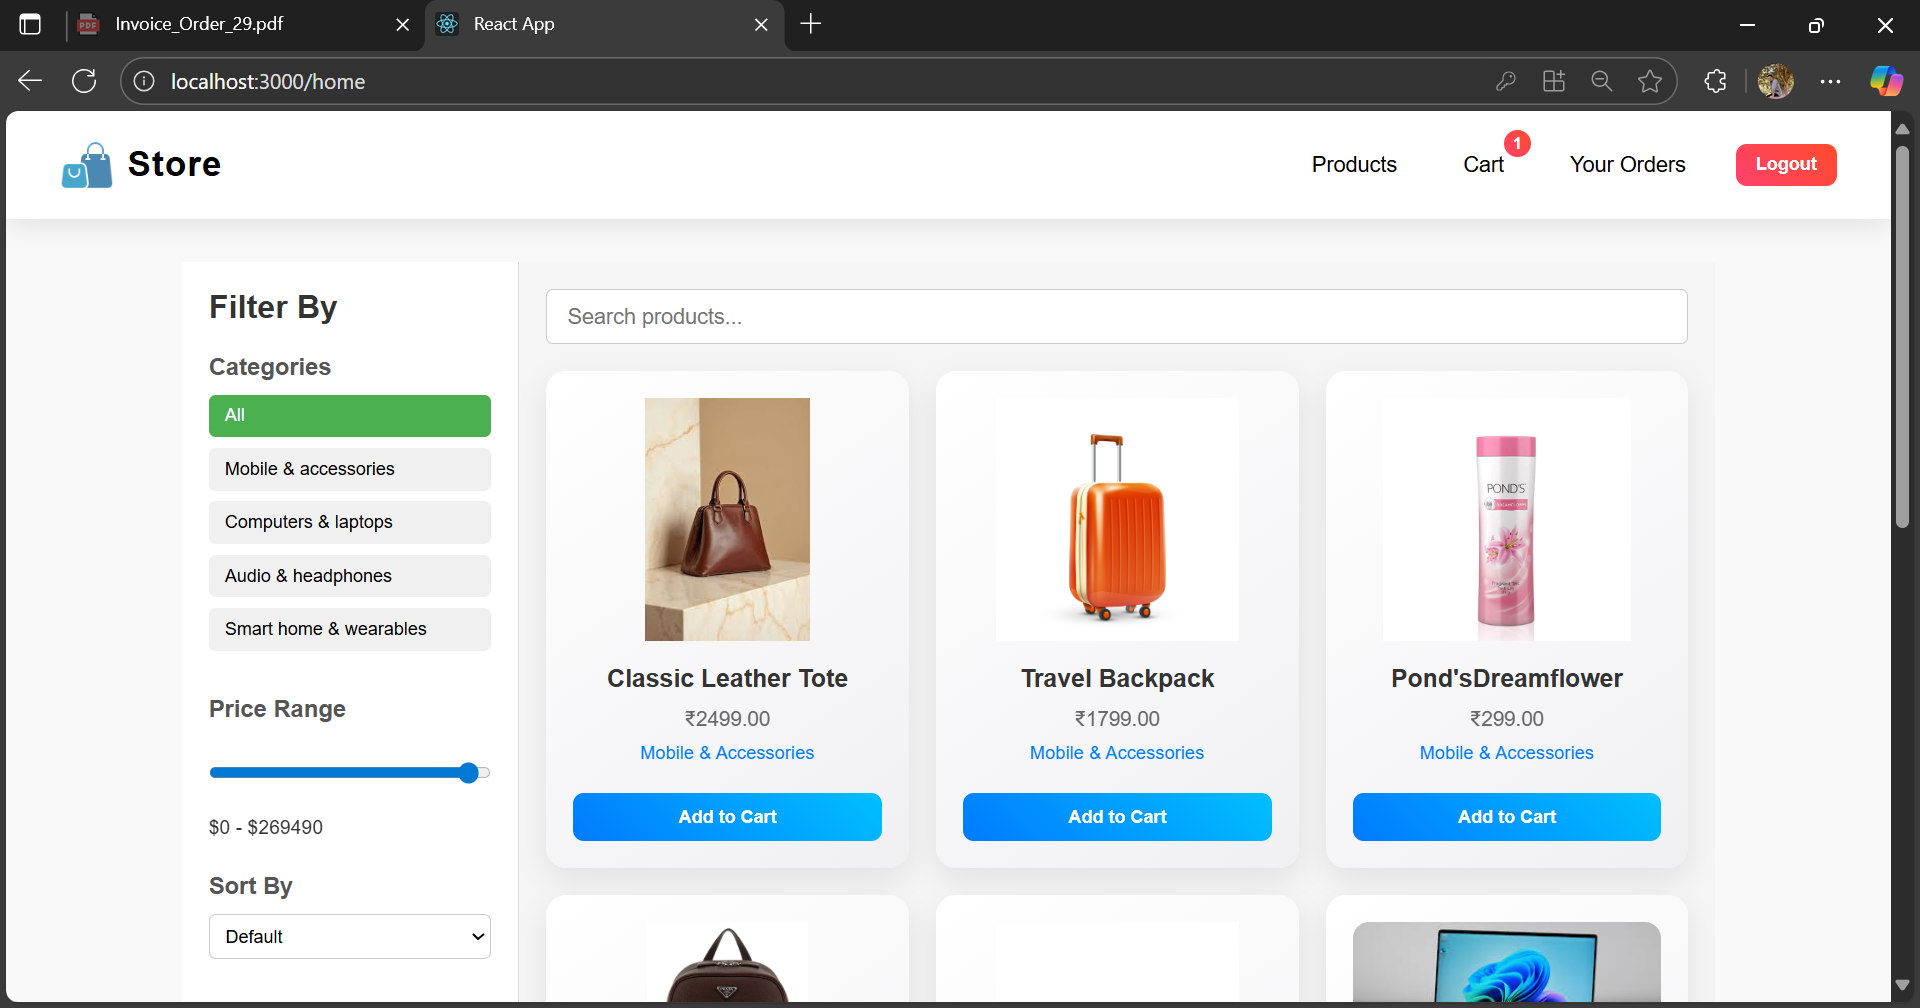 Invoice_Order_29.pdf
React App
localhost:3000/home
Store
Products
Cart
1
Your Orders
Logout
Filter By
Categories
All
Mobile & accessories
Computers & laptops
Audio & headphones
Smart home & wearables
Price Range
$0 - $269490
Sort By
Default
Search products...
POND'S
Classic Leather Tote
₹2499.00
Mobile & Accessories
Add to Cart
Travel Backpack
₹1799.00
Mobile & Accessories
Add to Cart
Pond'sDreamflower
₹299.00
Mobile & Accessories
Add to Cart